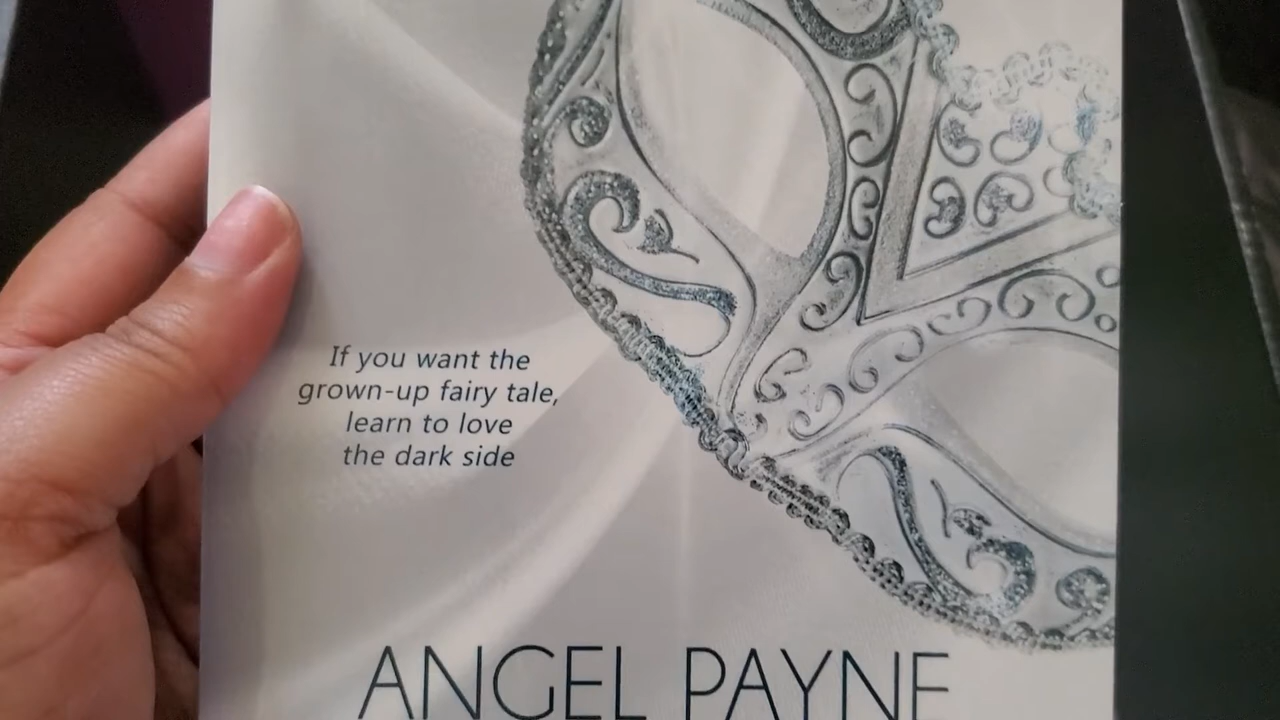 If you want the
grown-up fairy tale,
learn to love
the dark side
ANGEL PAYNE